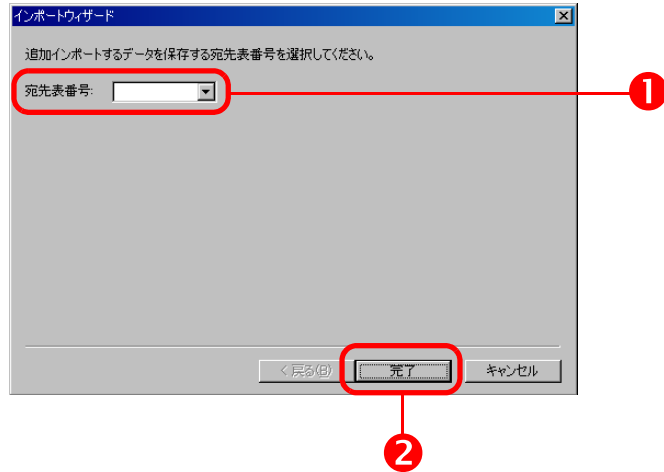 インポートウィザード
追加インポートするデータを保存する宛先表番号を選択してください。
宛先表番号:
1
< 戻る(B)
完了
キャンセル
2